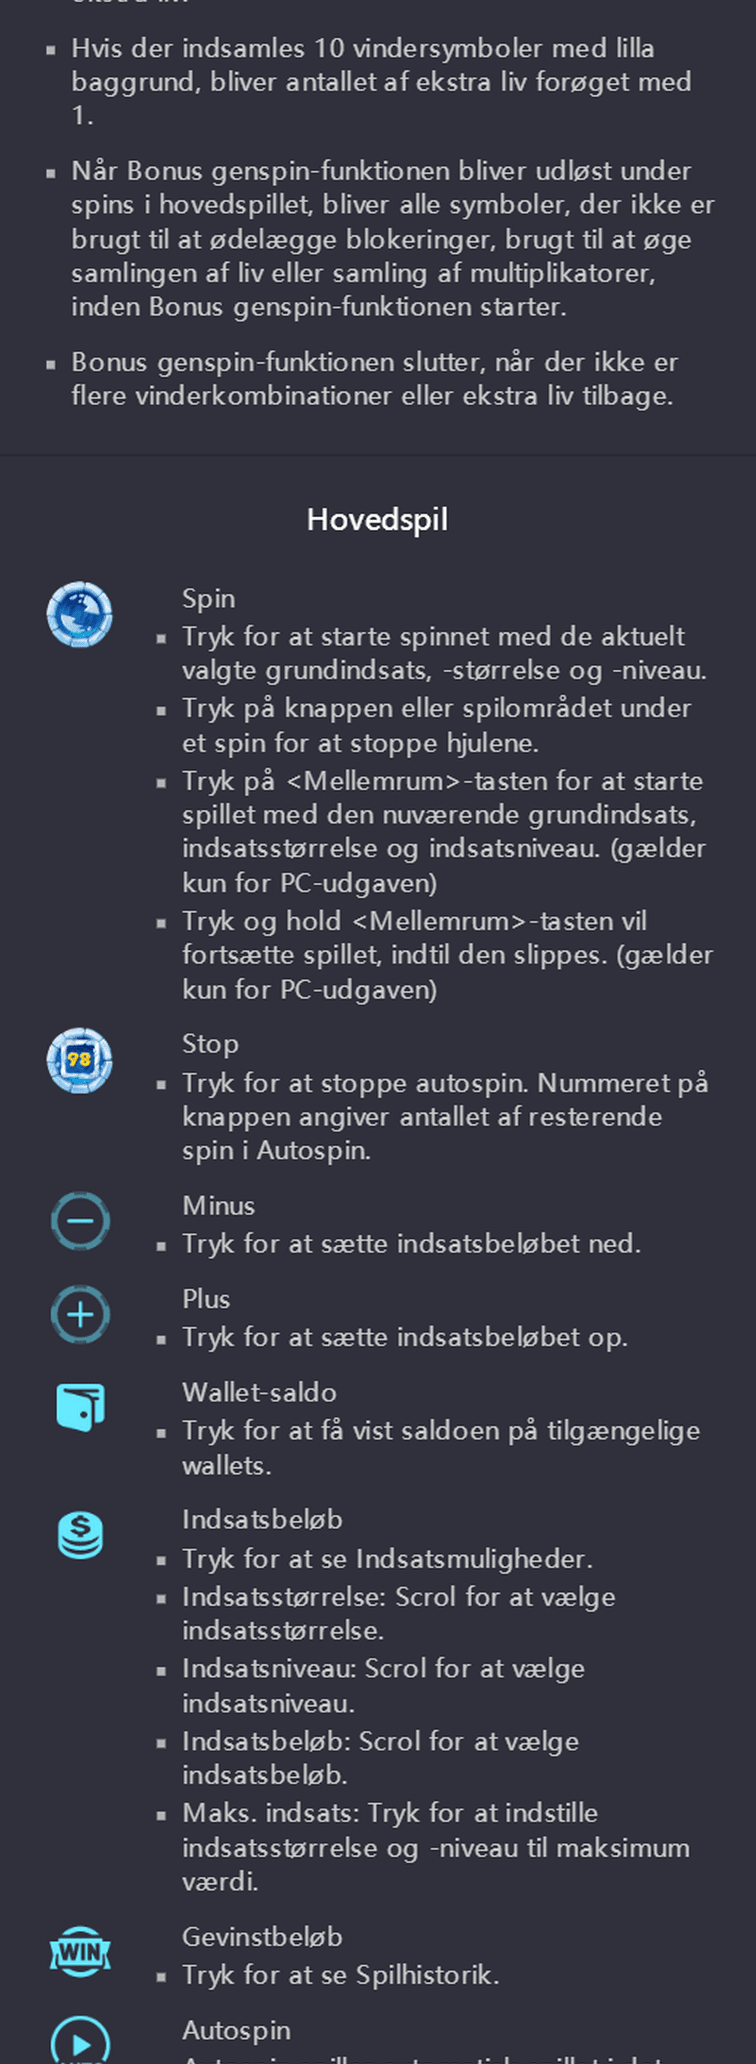 Hvis der indsamles 10 vindersymboler med lilla
baggrund, bliver antallet af ekstra liv forøget med
1.
Når Bonus genspin-funktionen bliver udløst under
spins i hovedspillet, bliver alle symboler, der ikke er
brugt til at ødelægge blokeringer, brugt til at øge
samlingen af liv eller samling af multiplikatorer,
inden Bonus genspin-funktionen starter.
Bonus genspin-funktionen slutter, når der ikke er
flere vinderkombinationer eller ekstra liv tilbage.
Hovedspil
Spin
Tryk for at starte spinnet med de aktuelt
valgte grundindsats, -størrelse og -niveau.
Tryk på knappen eller spilområdet under
et spin for at stoppe hjulene.
Tryk på <Mellemrum>-tasten for at starte
spillet med den nuværende grundindsats,
indsatsstørrelse og indsatsniveau. (gælder
kun for PC-udgaven)
Tryk og hold <Mellemrum>-tasten vil
fortsætte spillet, indtil den slippes. (gælder
kun for PC-udgaven)
98
Stop
Tryk for at stoppe autospin. Nummeret på
knappen angiver antallet af resterende
spin i Autospin.
Minus
Tryk for at sætte indsatsbeløbet ned.
Plus
Tryk for at sætte indsatsbeløbet op.
Wallet-saldo
Tryk for at få vist saldoen på tilgængelige
wallets.
$
Indsatsbeløb
Tryk for at se Indsatsmuligheder.
Indsatsstørrelse: Scrol for at vælge
indsatsstørrelse.
Indsatsniveau: Scrol for at vælge
indsatsniveau.
Indsatsbeløb: Scrol for at vælge
indsatsbeløb.
Maks. indsats: Tryk for at indstille
indsatsstørrelse og -niveau til maksimum
værdi.
WIN
Gevinstbeløb
Tryk for at se Spilhistorik.
Autospin